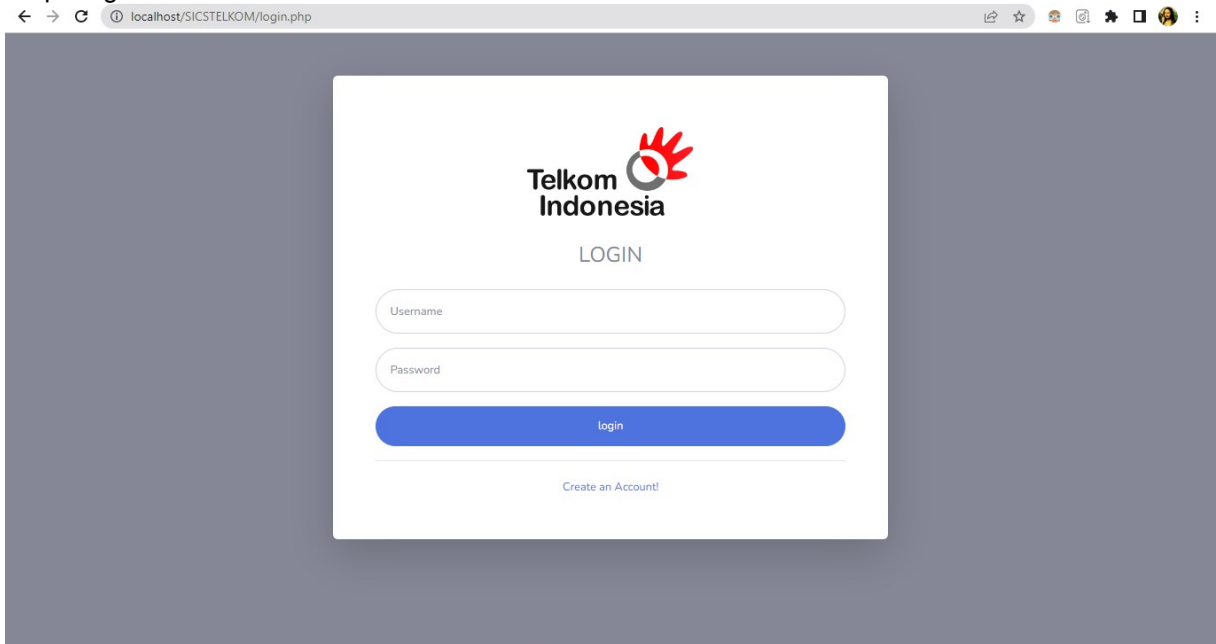 localhost/SICSTELKOM/login.php
Telkom
Indonesia
LOGIN
Username
Password
login
Create an Account!